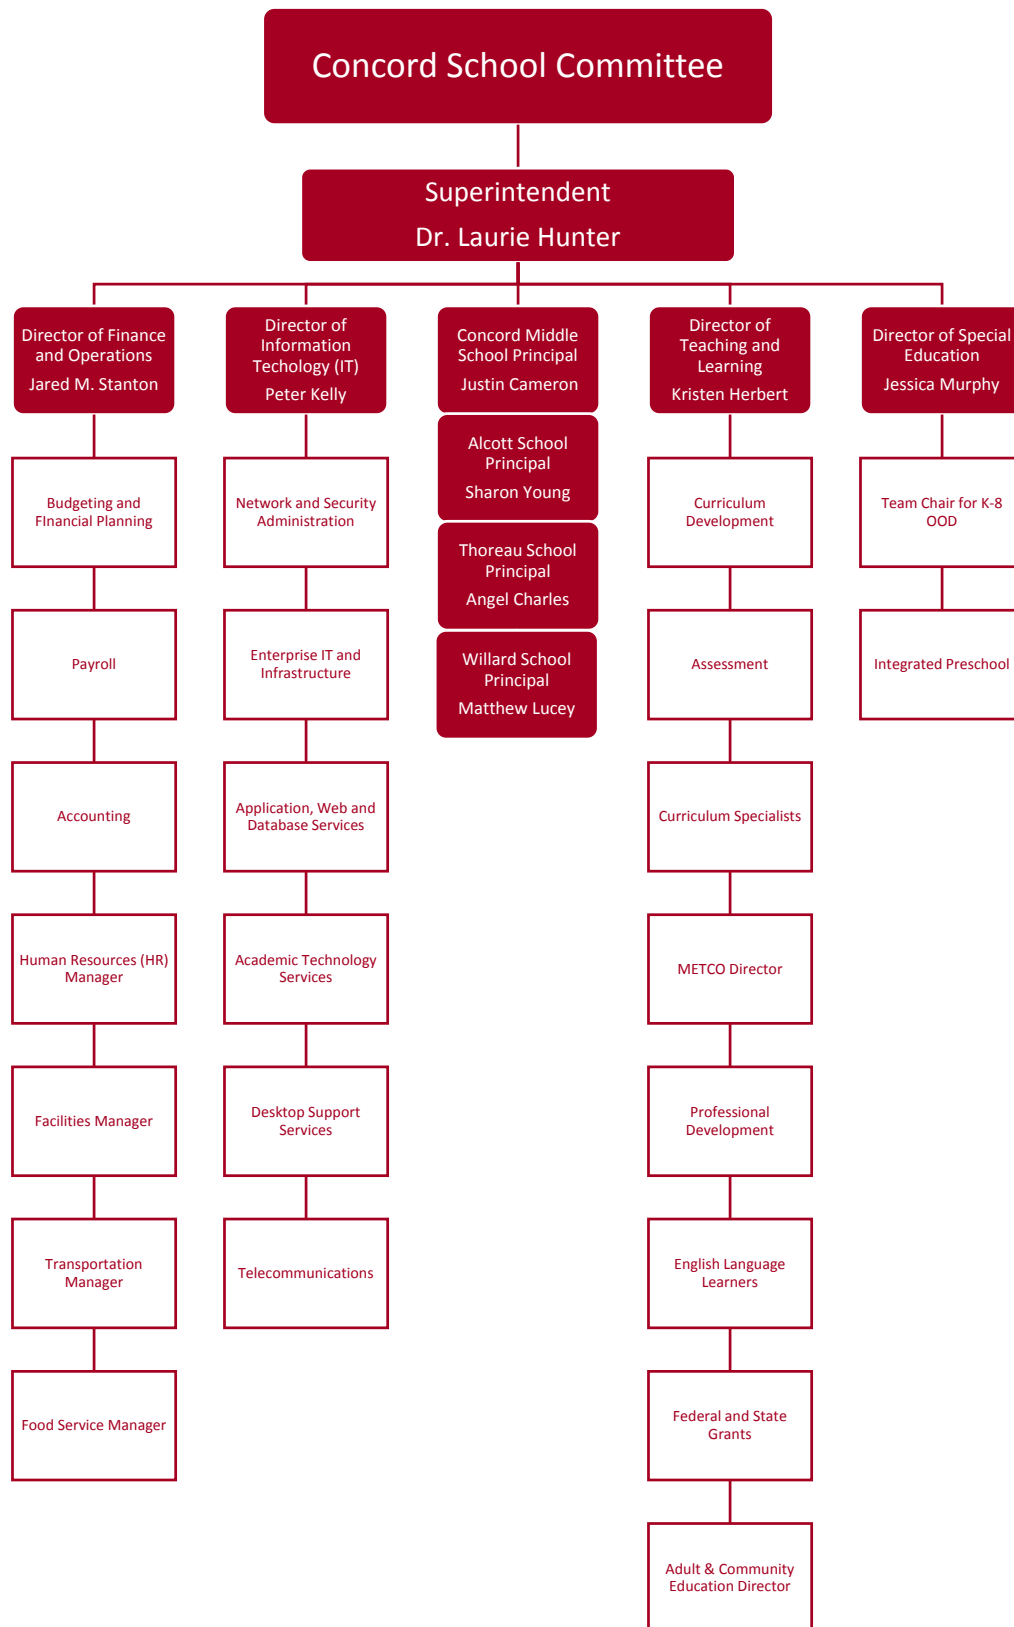 Concord School Committee
Superintendent
Dr. Laurie Hunter
Director of Finance
and Operations
Jared M. Stanton
Director of
Information
Techology (IT)
Peter Kelly
Concord Middle
School Principal
Justin Cameron
Director of
Teaching and
Learning
Kristen Herbert
Director of Special
Education
Jessica Murphy
Budgeting and
FInancial Planning
Payroll
Accounting
Human Resources (HR)
Manager
Facilities Manager
Transportation
Manager
Food Service Manager
Network and Security
Administration
Enterprise IT and
Infrastructure
Application, Web and
Database Services
Academic Technology
Services
Desktop Support
Services
Telecommunications
Alcott School
Principal
Sharon Young
Thoreau School
Principal
Angel Charles
Willard School
Principal
Matthew Lucey
Curriculum
Development
Assessment
Curriculum Specialists
METCO Director
Professional
Development
English Language
Learners
Federal and State
Grants
Adult & Community
Education Director
Team Chair for K-8
OOD
Integrated Preschool